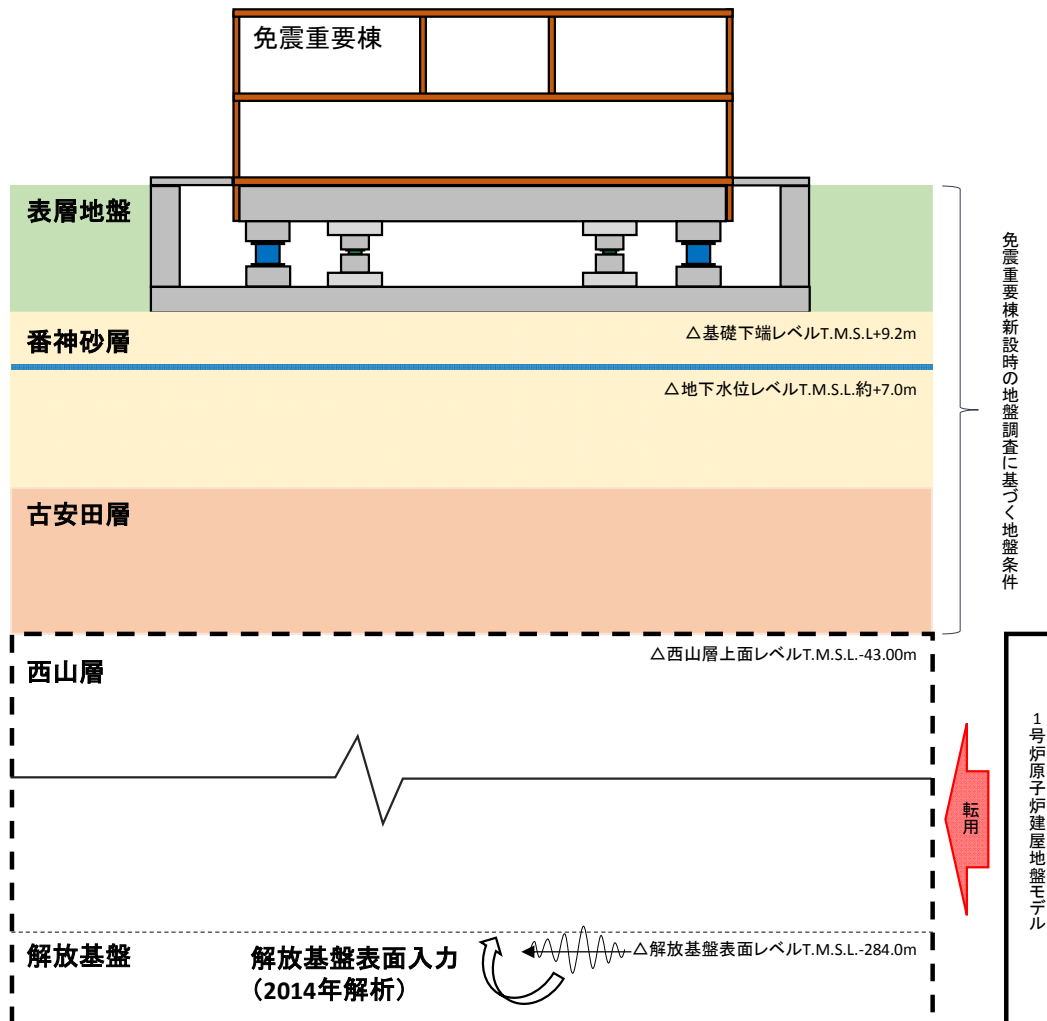 免震重要棟
表層地盤
番神砂層
△基礎下端レベルT.M.S.L+9.2m
△地下水位レベルT.M.S.L.約+7.0m
古安田層
免震重要棟新設時の地盤調査に基づく地盤条件
西山層
△西山層上面レベルT.M.S.L.-43.00m
転用
1号炉原子炉建屋地盤モデル
解放基盤
解放基盤表面入力
（2014年解析）
△解放基盤表面レベルT.M.S.L-284.0m